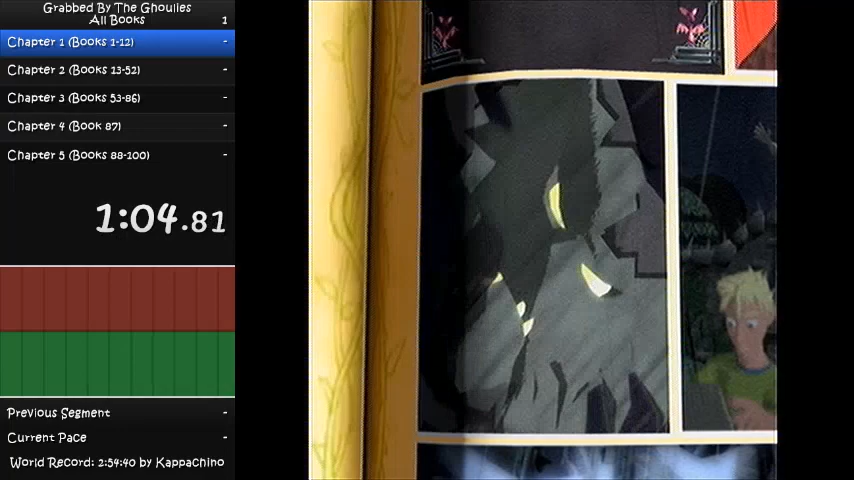 Grabbed By The Ghoulies
All Books 1
Chapter 1 (Books 1-12) -
Chapter 2 (Books 13-52) -
Chapter 3 (Books 53-86) -
Chapter 4 (Book 87) -
Chapter 5 (Books 88-100) -
1:04.81
Previous Segment -
Current Pace -
World Record: 2:54:40 by Kappachino